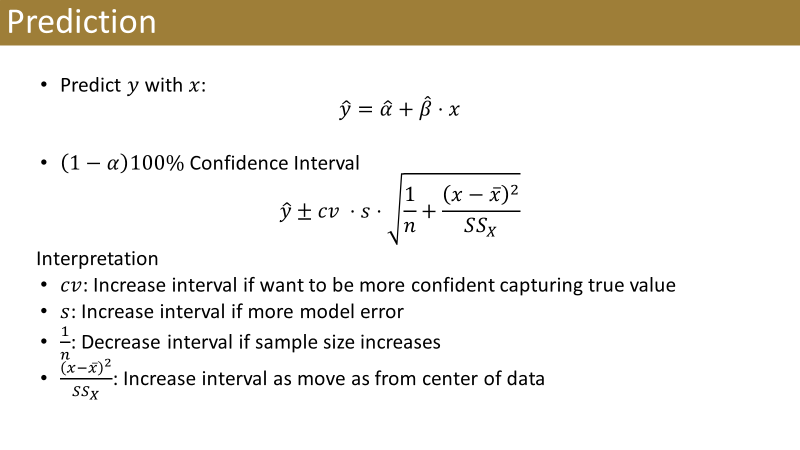 Prediction
• Predict 𝑦 with 𝑥:
𝑦̂ = 𝛼̂ + 𝛽̂ ⋅ 𝑥
• (1 − 𝛼)100% Confidence Interval
𝑦̂ ± 𝑐𝑣 ⋅ 𝑠 ⋅ √(1/𝑛 + (𝑥 − 𝑥̄)²/𝑆𝑆_𝑋)
Interpretation
• 𝑐𝑣: Increase interval if want to be more confident capturing true value
• 𝑠: Increase interval if more model error
• 1/𝑛: Decrease interval if sample size increases
• (𝑥−𝑥̄)²/𝑆𝑆_𝑋: Increase interval as move as from center of data